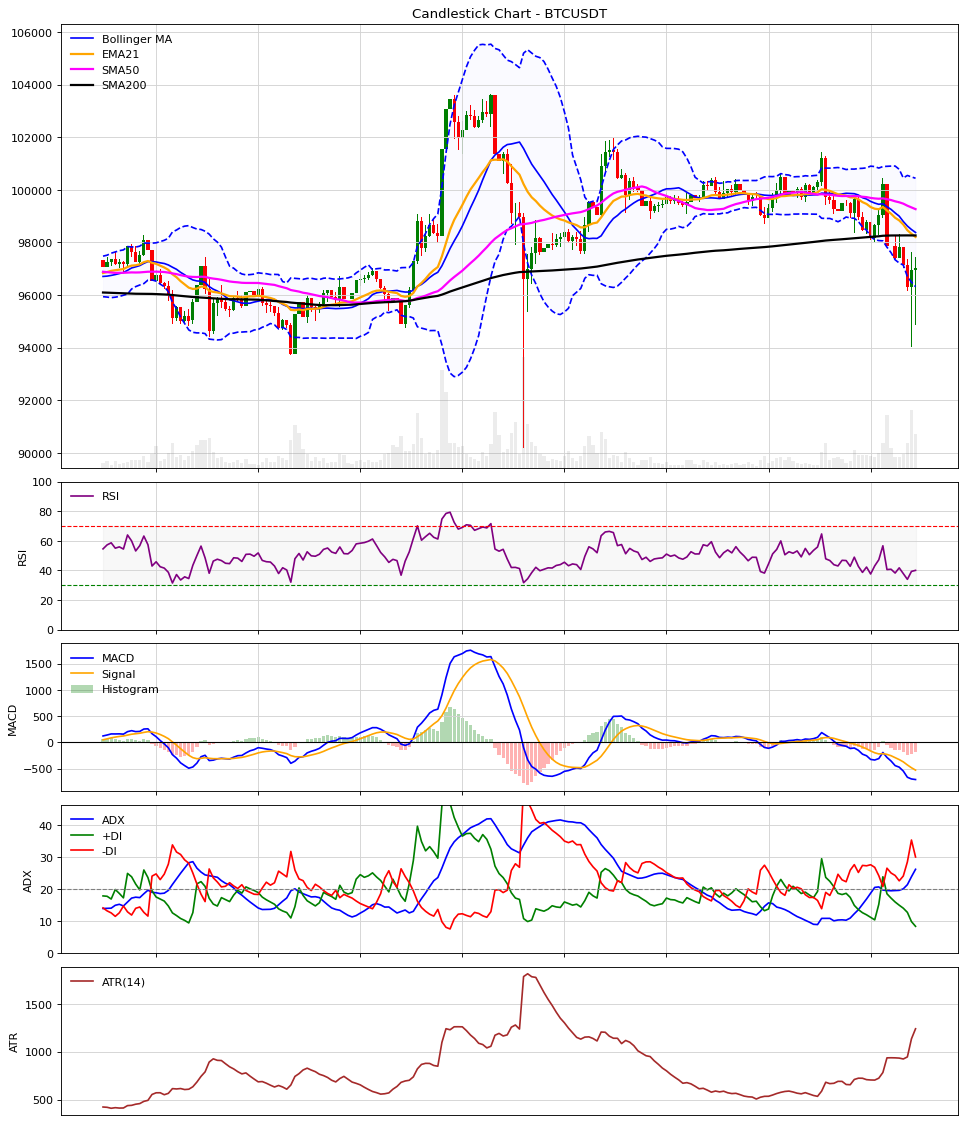 Candlestick Chart - BTCUSDT
Bollinger MA
EMA21
SMA50
SMA200
106000
104000
102000
100000
98000
96000
94000
92000
90000
RSI
RSI
100
80
60
40
20
0
MACD
Signal
Histogram
MACD
1500
1000
500
0
−500
ADX
+DI
-DI
ADX
40
30
20
10
0
ATR(14)
ATR
1500
1000
500